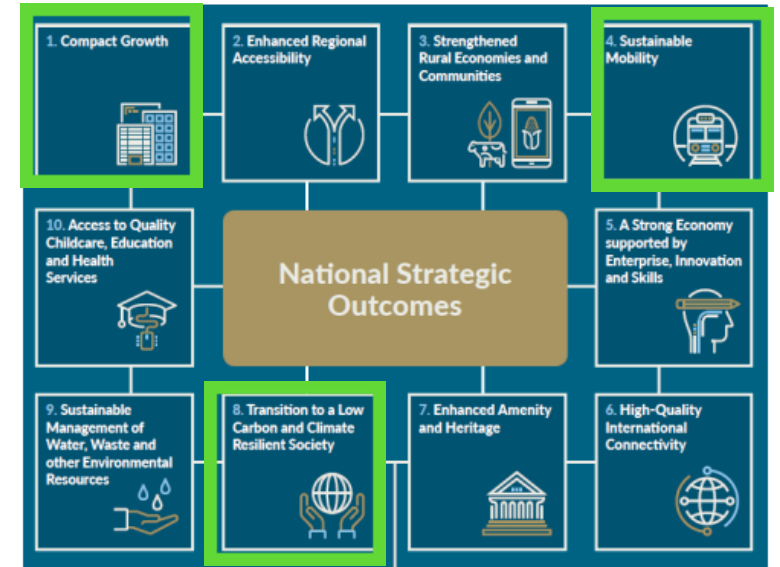 1. Compact Growth
2. Enhanced Regional
Accessibility
3. Strengthened
Rural Economies and
Communities
4. Sustainable
Mobility
10. Access to Quality
Childcare, Education
and Health
Services
National Strategic
Outcomes
5. A Strong Economy
supported by
Enterprise, Innovation
and Skills
9. Sustainable
Management of
Water, Waste and
other Environmental
Resources
8. Transition to a Low
Carbon and Climate
Resilient Society
7. Enhanced Amenity
and Heritage
6. High-Quality
International
Connectivity